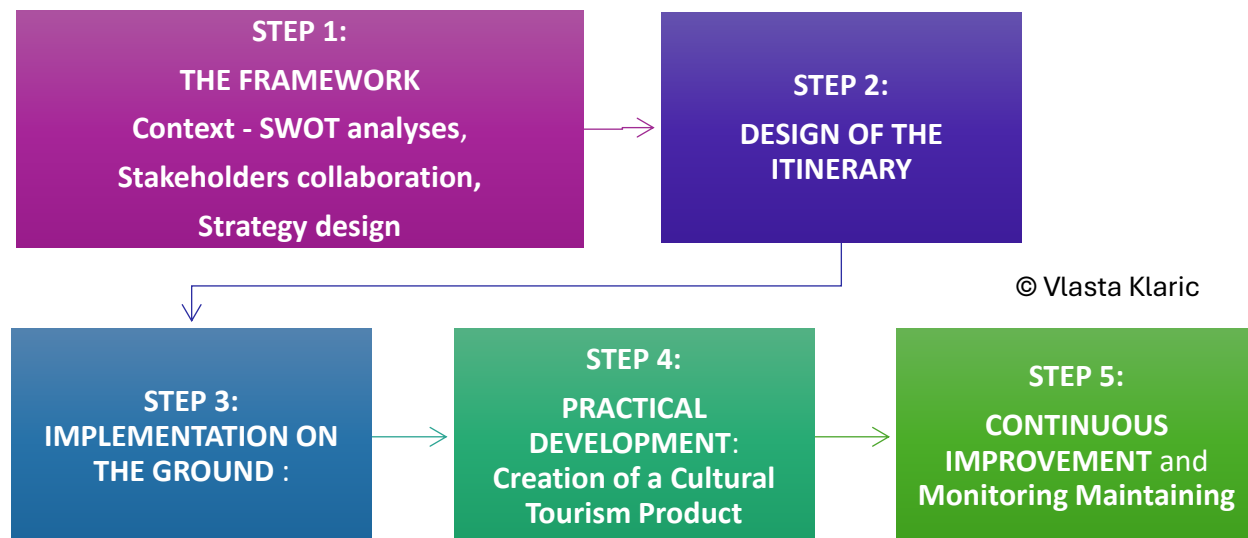 STEP 1:
THE FRAMEWORK
Context - SWOT analyses,
Stakeholders collaboration,
Strategy design
STEP 2:
DESIGN OF THE
ITINERARY
© Vlasta Klaric
STEP 3:
IMPLEMENTATION ON
THE GROUND :
STEP 4:
PRACTICAL
DEVELOPMENT:
Creation of a Cultural
Tourism Product
STEP 5:
CONTINUOUS
IMPROVEMENT and
Monitoring Maintaining